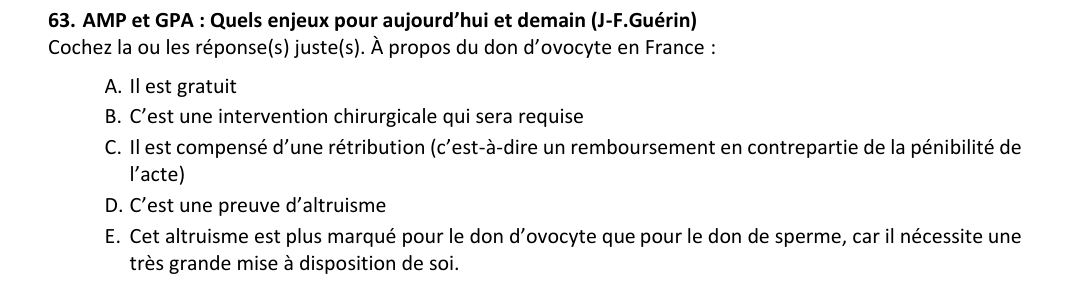 63. AMP et GPA : Quels enjeux pour aujourd’hui et demain (J-F.Guérin)
Cochez la ou les réponse(s) juste(s). À propos du don d’ovocyte en France :
A. Il est gratuit
B. C’est une intervention chirurgicale qui sera requise
C. Il est compensé d’une rétribution (c’est-à-dire un remboursement en contrepartie de la pénibilité de
l’acte)
D. C’est une preuve d’altruisme
E. Cet altruisme est plus marqué pour le don d’ovocyte que pour le don de sperme, car il nécessite une
très grande mise à disposition de soi.